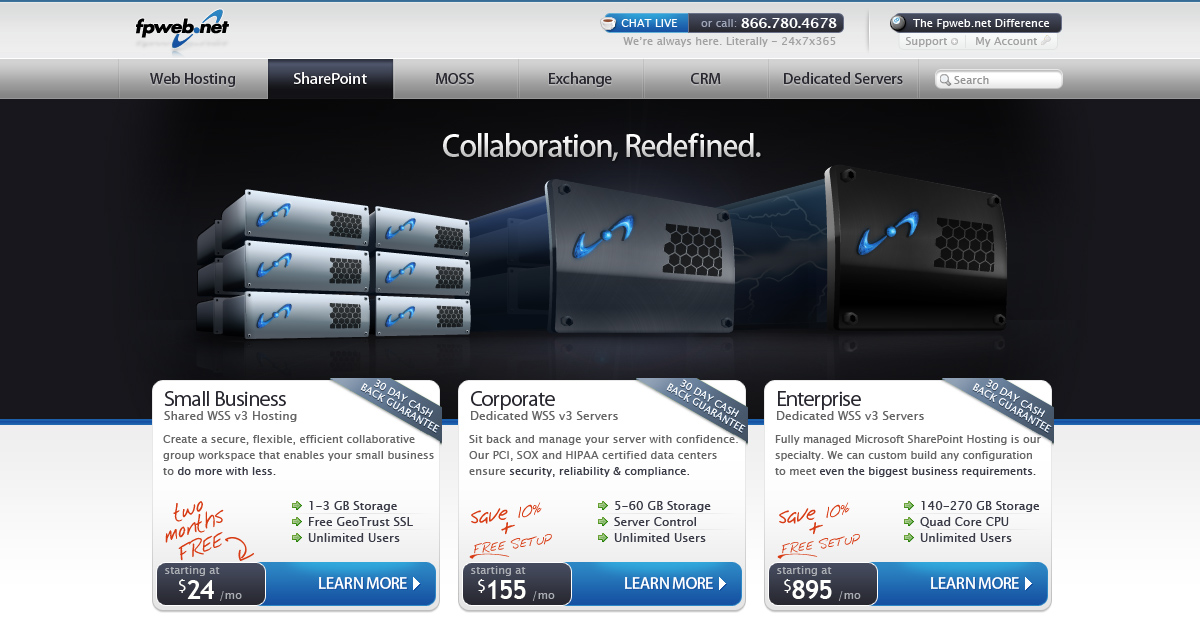 fpweb.net
CHAT LIVE
or call: 866.780.4678
We're always here. Literally - 24x7x365
The Fpweb.net Difference
Support
My Account
Web Hosting
SharePoint
MOSS
Exchange
CRM
Dedicated Servers
Search
Collaboration, Redefined.
Small Business
Shared WSS v3 Hosting
30 DAY CASH
BACK GUARANTEE
Create a secure, flexible, efficient collaborative
group workspace that enables your small business
to do more with less.
two
months
FREE
1-3 GB Storage
Free GeoTrust SSL
Unlimited Users
starting at
$24 /mo
LEARN MORE
Corporate
Dedicated WSS v3 Servers
30 DAY CASH
BACK GUARANTEE
Sit back and manage your server with confidence.
Our PCI, SOX and HIPAA certified data centers
ensure security, reliability & compliance.
Save 10%
+
FREE SETUP
5-60 GB Storage
Server Control
Unlimited Users
starting at
$155 /mo
LEARN MORE
Enterprise
Dedicated WSS v3 Servers
30 DAY CASH
BACK GUARANTEE
Fully managed Microsoft SharePoint Hosting is our
specialty. We can custom build any configuration
to meet even the biggest business requirements.
Save 10%
+
FREE SETUP
140-270 GB Storage
Quad Core CPU
Unlimited Users
starting at
$895 /mo
LEARN MORE